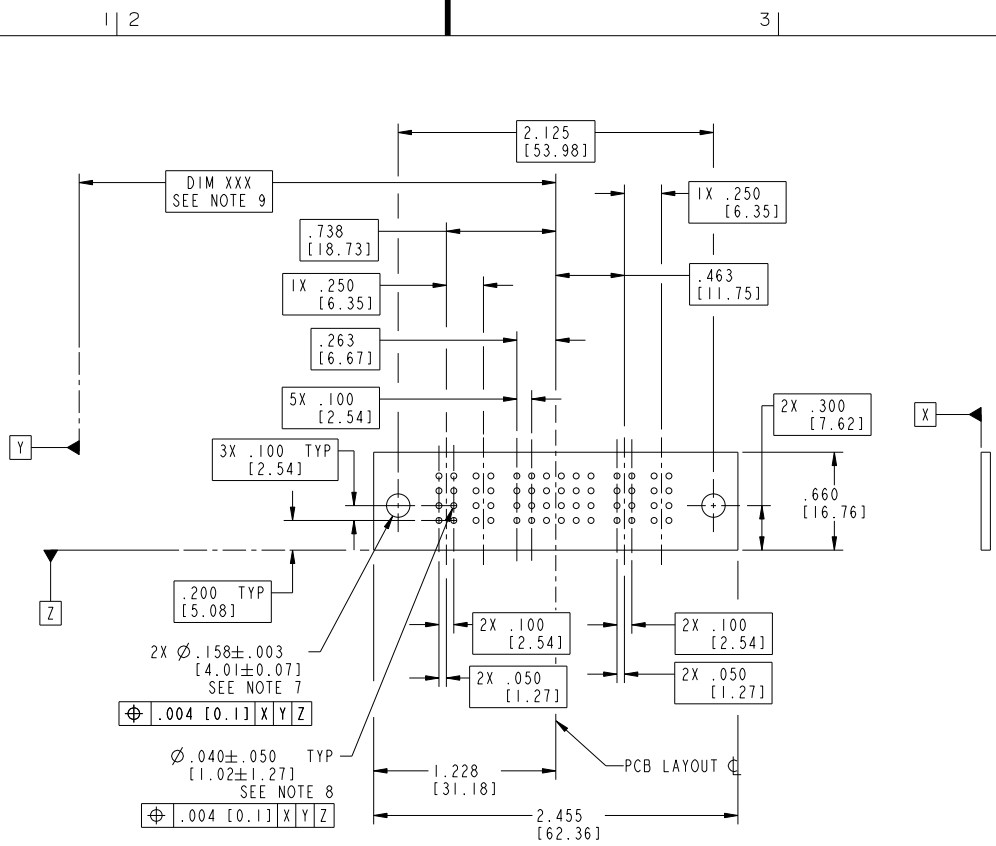 1 2 3
2.125
[53.98]
DIM XXX
SEE NOTE 9
1X .250
[6.35]
.738
[18.73]
.463
[11.75]
1X .250
[6.35]
.263
[6.67]
5X .100
[2.54]
2X .300
[7.62]
X
Y
3X .100 TYP
[2.54]
.660
[16.76]
Z
.200 TYP
[5.08]
2X .100
[2.54]
2X .100
[2.54]
2X Ø.158±.003
[4.01±0.07]
SEE NOTE 7
2X .050
[1.27]
2X .050
[1.27]
⌖ .004 [0.1] X Y Z
Ø.040±.050 TYP
[1.02±1.27]
SEE NOTE 8
PCB LAYOUT ℄
1.228
[31.18]
⌖ .004 [0.1] X Y Z
2.455
[62.36]